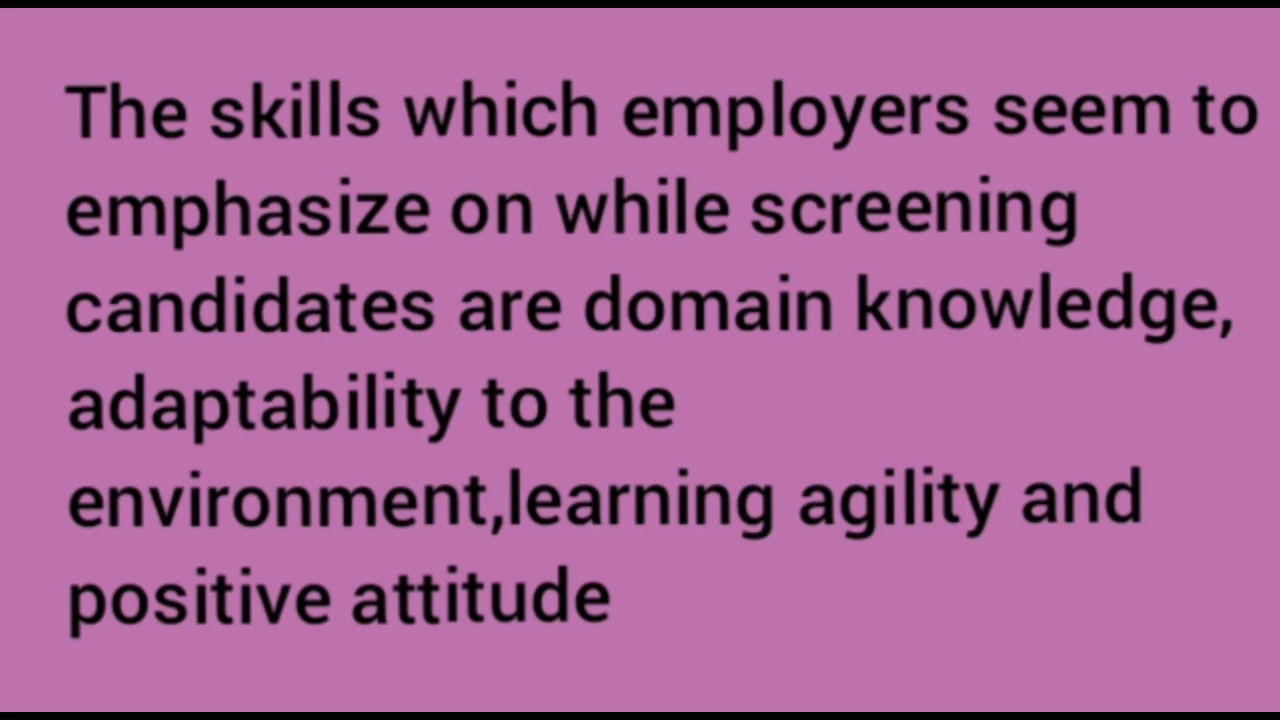 The skills which employers seem to
emphasize on while screening
candidates are domain knowledge,
adaptability to the
environment,learning agility and
positive attitude